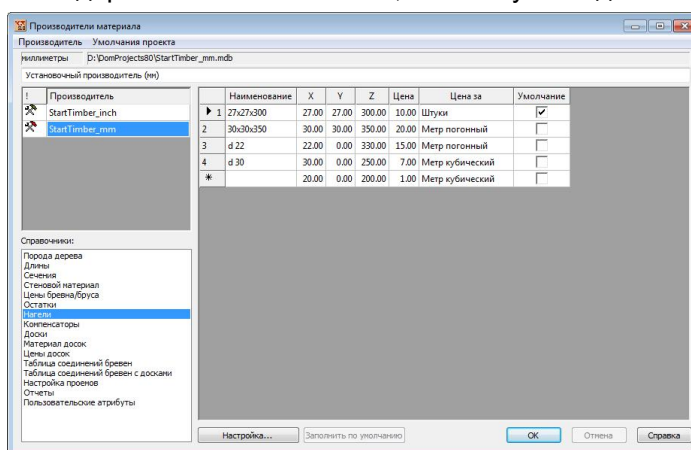 Производители материала
Производитель Умолчания проекта
миллиметры D:\DomProjects80\StartTimber_mm.mdb
Установочный производитель (мм)
! Производитель
StartTimber_inch
StartTimber_mm
Наименование X Y Z Цена Цена за Умолчание
1 27x27x300 27.00 27.00 300.00 10.00 Штуки
2 30x30x350 30.00 30.00 350.00 20.00 Метр погонный
3 d 22 22.00 0.00 330.00 15.00 Метр погонный
4 d 30 30.00 0.00 250.00 7.00 Метр кубический
* 20.00 0.00 200.00 1.00 Метр кубический
Справочники:
Порода дерева
Длины
Сечения
Стеновой материал
Цены бревна/бруса
Остатки
Нагели
Компенсаторы
Доски
Материал досок
Цены досок
Таблица соединений бревен
Таблица соединений бревен с досками
Настройка проемов
Отчеты
Пользовательские атрибуты
Настройка... Заполнить по умолчанию OK Отмена Справка